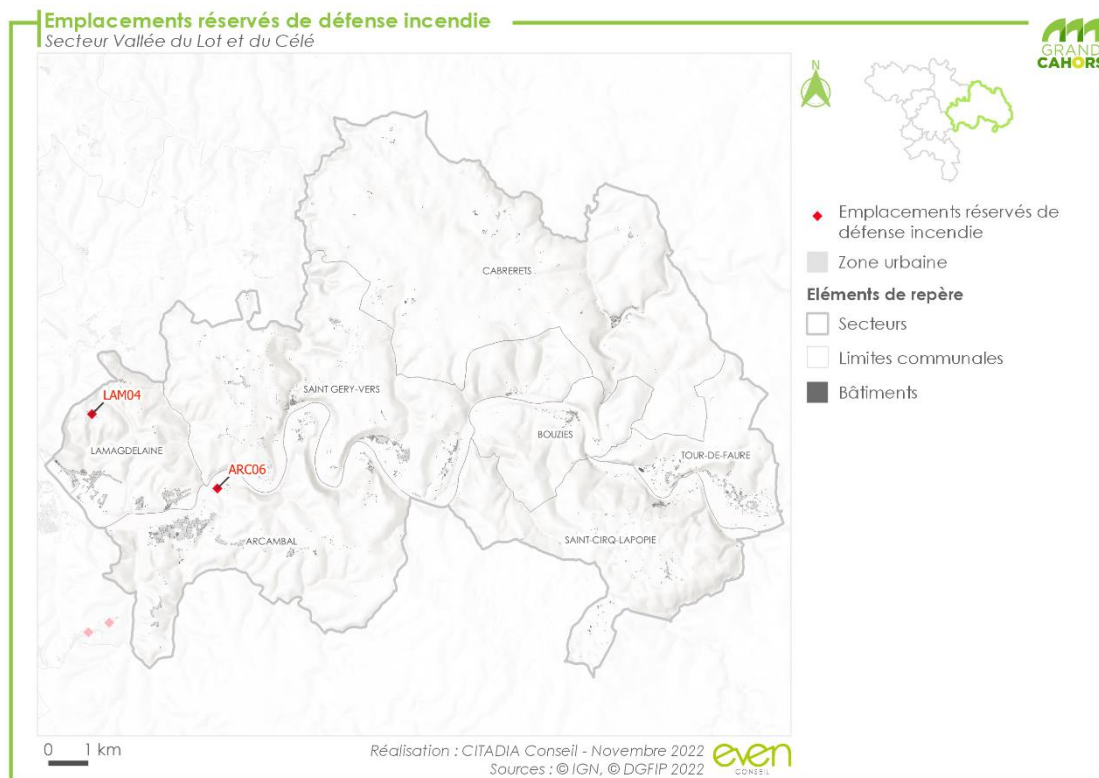 Emplacements réservés de défense incendie
Secteur Vallée du Lot et du Célé
GRAND
CAHORS
N
Emplacements réservés de
défense incendie
Zone urbaine
Eléments de repère
Secteurs
Limites communales
Bâtiments
CABRERETS
SAINT GERY-VERS
LAM04
LAMAGDELAINE
BOUZIES
TOUR-DE-FAURE
ARC06
ARCAMBAL
SAINT-CIRQ-LAPOPIE
0 1 km
Réalisation : CITADIA Conseil - Novembre 2022
Sources : © IGN, © DGFIP 2022
even
CONSEIL